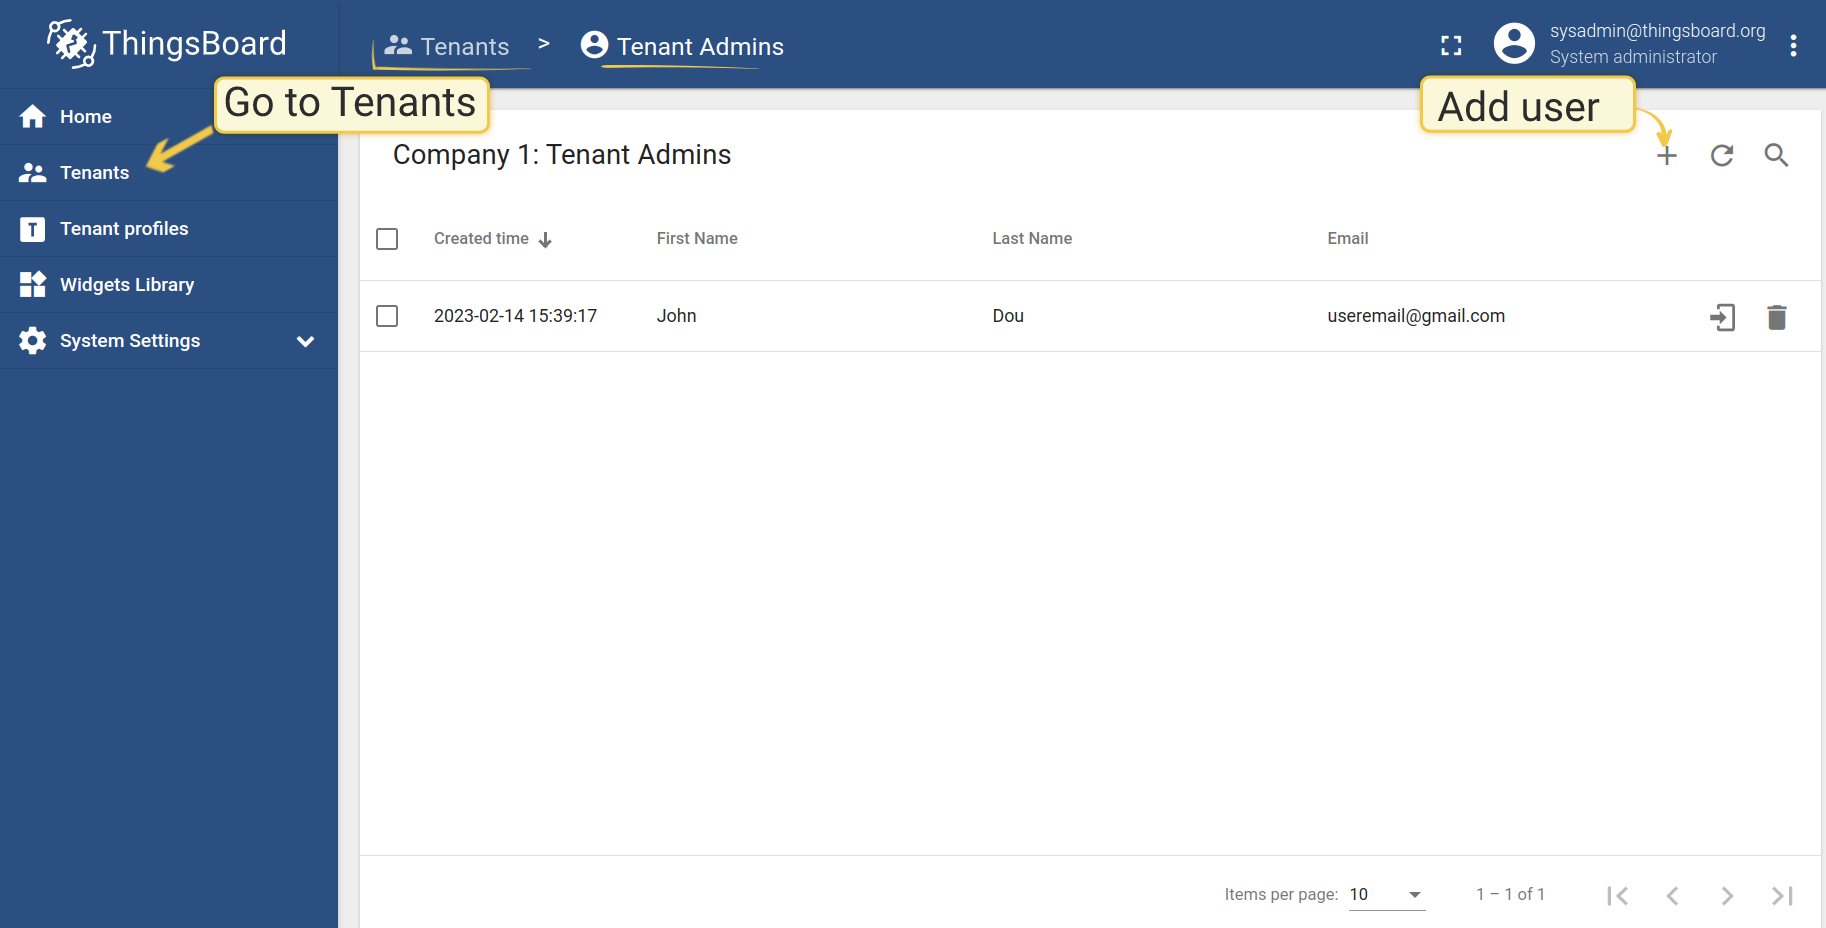 ThingsBoard
Tenants > Tenant Admins
sysadmin@thingsboard.org
System administrator
Go to Tenants
Add user
Home
Tenants
Tenant profiles
Widgets Library
System Settings
Company 1: Tenant Admins
Created time First Name Last Name Email
2023-02-14 15:39:17 John Dou useremail@gmail.com
Items per page: 10 1 – 1 of 1